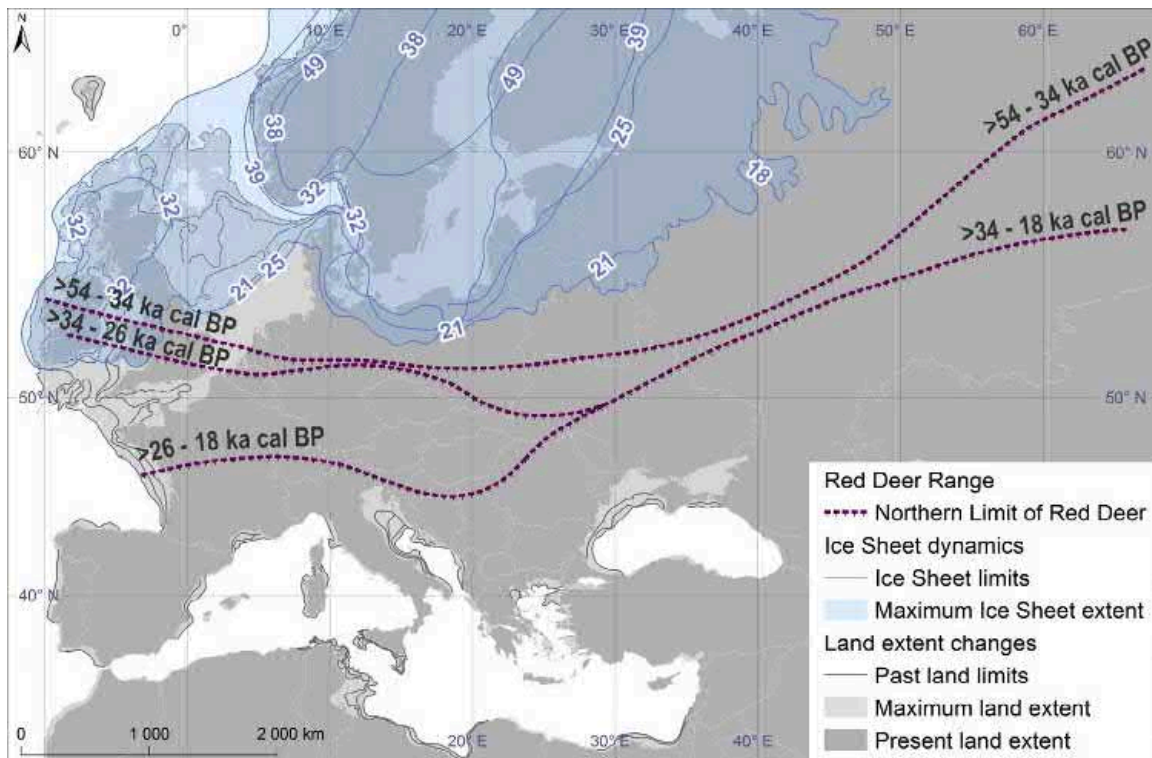 N
0°
10° E
20° E
30° E
40° E
50° E
60° E
49
38
39
49
38
25
39
32
18
60° N
60° N
32
32
32
21
25
21
21
32
>54 - 34 ka cal BP
>34 - 18 ka cal BP
>54 - 34 ka cal BP
>34 - 26 ka cal BP
50° N
50° N
>26 - 18 ka cal BP
40° N
0
1 000
2 000 km
20° E
30° E
40° E
Red Deer Range
Northern Limit of Red Deer
Ice Sheet dynamics
Ice Sheet limits
Maximum Ice Sheet extent
Land extent changes
Past land limits
Maximum land extent
Present land extent